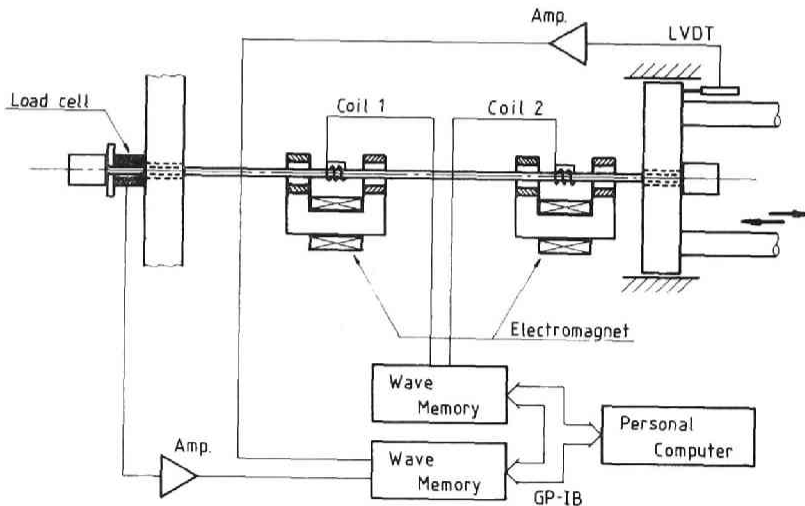 Amp.
LVDT
Load cell
Coil 1
Coil 2
Electromagnet
Wave
Memory
Personal
Computer
Amp.
Wave
Memory
GP-IB